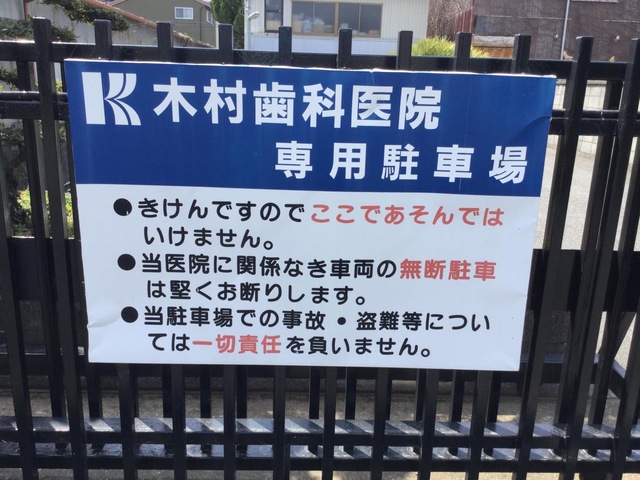 K 木村歯科医院
専用駐車場
●きけんですのでここであそんでは
いけません。
●当医院に関係なき車両の無断駐車
は堅くお断りします。
●当駐車場での事故・盗難等につい
ては一切責任を負いません。